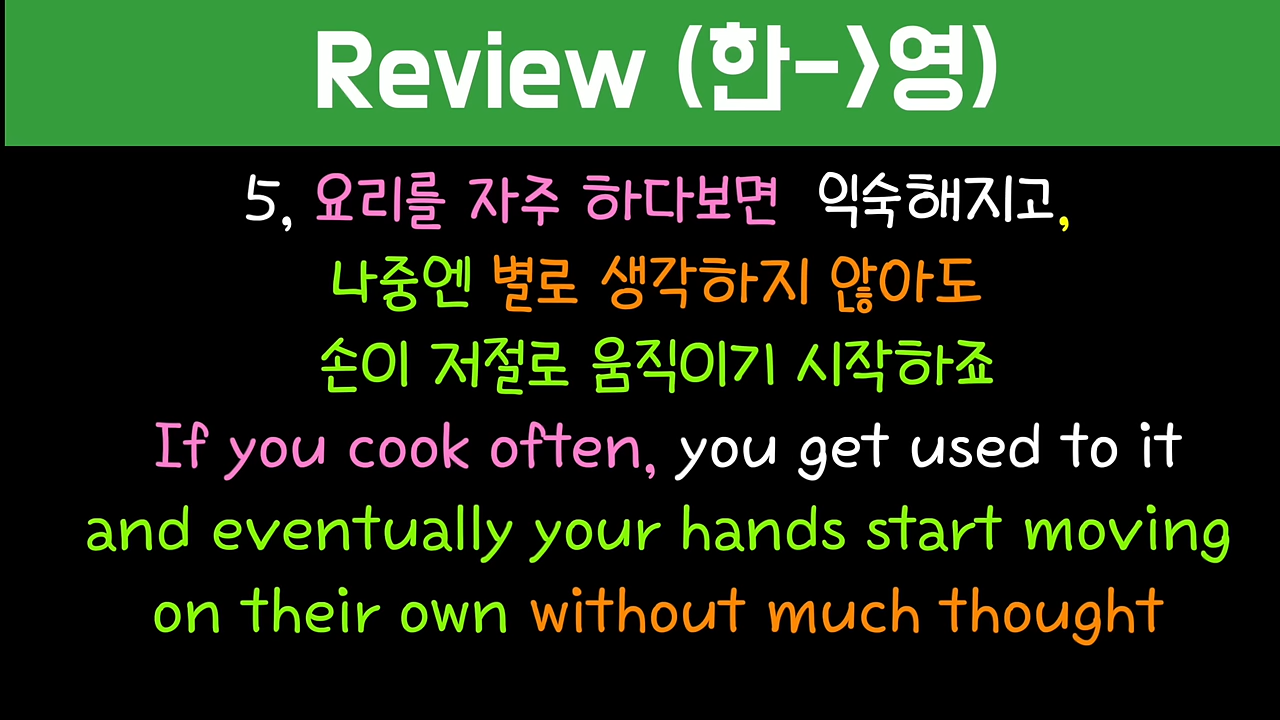 Review (한->영)
5, 요리를 자주 하다보면 익숙해지고,
나중엔 별로 생각하지 않아도
손이 저절로 움직이기 시작하죠
If you cook often, you get used to it
and eventually your hands start moving
on their own without much thought